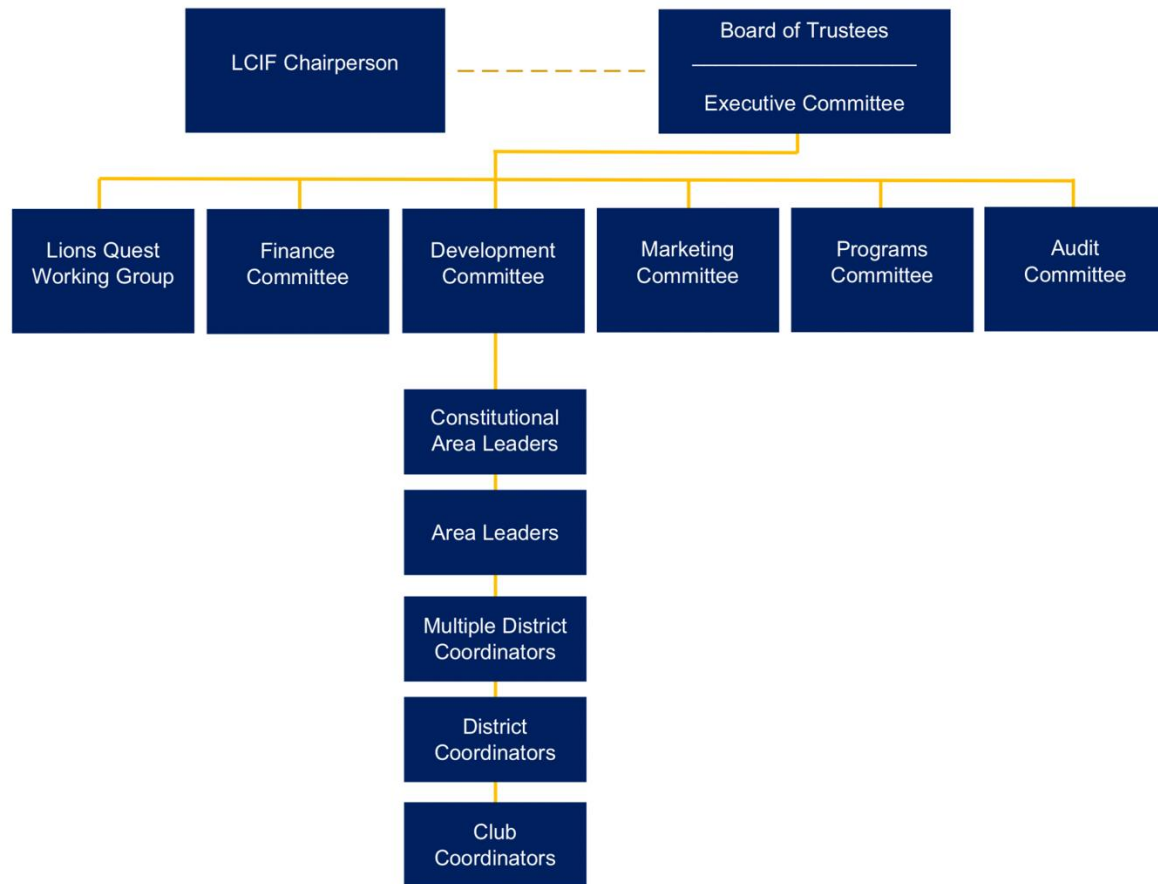 LCIF Chairperson
Board of Trustees
Executive Committee
Lions Quest
Working Group
Finance
Committee
Development
Committee
Marketing
Committee
Programs
Committee
Audit
Committee
Constitutional
Area Leaders
Area Leaders
Multiple District
Coordinators
District
Coordinators
Club
Coordinators